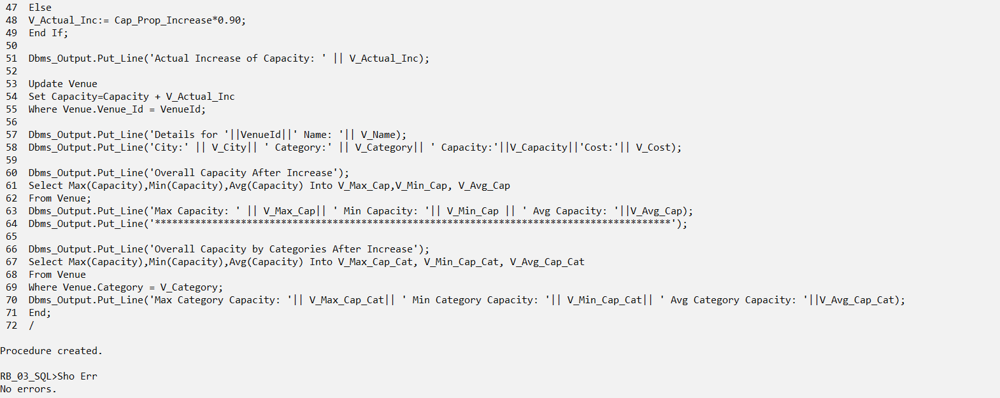 47  Else
48  V_Actual_Inc:= Cap_Prop_Increase*0.90;
49  End If;
50
51  Dbms_Output.Put_Line('Actual Increase of Capacity: ' || V_Actual_Inc);
52
53  Update Venue
54  Set Capacity=Capacity + V_Actual_Inc
55  Where Venue.Venue_Id = VenueId;
56
57  Dbms_Output.Put_Line('Details for '||VenueId||' Name: '|| V_Name);
58  Dbms_Output.Put_Line('City:' || V_City|| ' Category:' || V_Category|| ' Capacity:'||V_Capacity||'Cost:'|| V_Cost);
59
60  Dbms_Output.Put_Line('Overall Capacity After Increase');
61  Select Max(Capacity),Min(Capacity),Avg(Capacity) Into V_Max_Cap,V_Min_Cap, V_Avg_Cap
62  From Venue;
63  Dbms_Output.Put_Line('Max Capacity: ' || V_Max_Cap|| ' Min Capacity: '|| V_Min_Cap || ' Avg Capacity: '||V_Avg_Cap);
64  Dbms_Output.Put_Line('******************************************************************************************');
65
66  Dbms_Output.Put_Line('Overall Capacity by Categories After Increase');
67  Select Max(Capacity),Min(Capacity),Avg(Capacity) Into V_Max_Cap_Cat, V_Min_Cap_Cat, V_Avg_Cap_Cat
68  From Venue
69  Where Venue.Category = V_Category;
70  Dbms_Output.Put_Line('Max Category Capacity: '|| V_Max_Cap_Cat|| ' Min Category Capacity: '|| V_Min_Cap_Cat|| ' Avg Category Capacity: '||V_Avg_Cap_Cat);
71  End;
72  /
Procedure created.
RB_03_SQL>Sho Err
No errors.